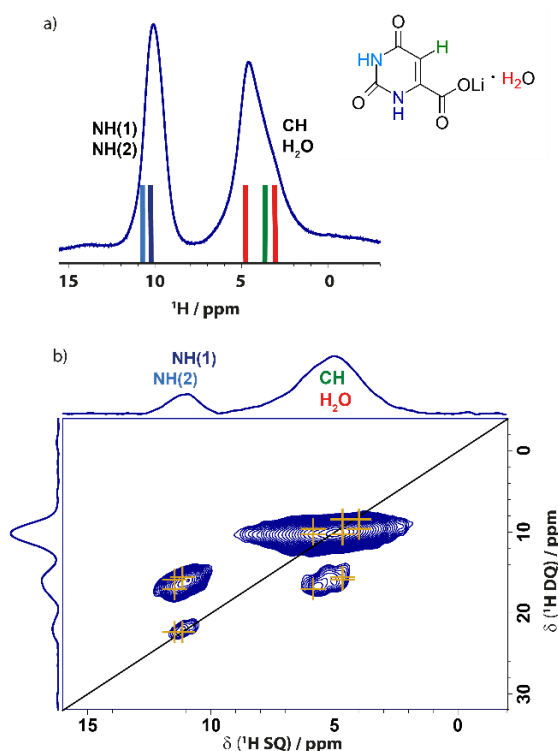 a)
O
H
HN
O
N
H
OLi
O
• H₂O
NH(1)
NH(2)
CH
H₂O
15
10
5
0
¹H / ppm
b)
NH(1)
NH(2)
CH
H₂O
0
10
20
30
δ (¹H DQ) / ppm
15
10
5
0
δ (¹H SQ) / ppm